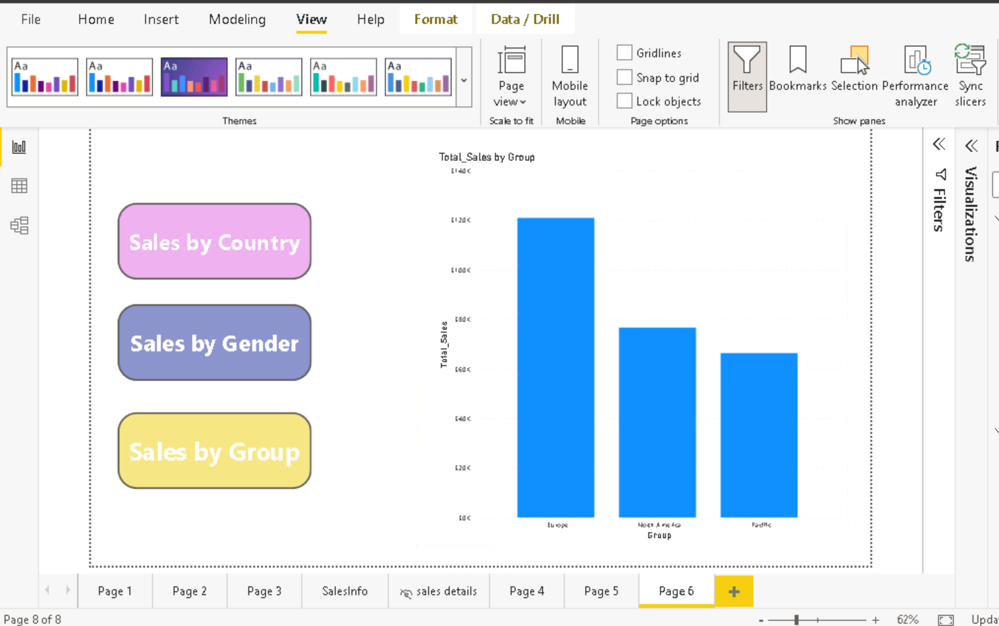 File Home Insert Modeling View Help Format Data / Drill
Aa Aa Aa Aa Aa Aa
Page view
Mobile layout
Gridlines
Snap to grid
Lock objects
Filters
Bookmarks
Selection
Performance analyzer
Sync slicers
Themes Scale to fit Mobile Page options Show panes
Total_Sales by Group
$140K
$120K
$100K
$80K
$60K
$40K
$20K
$0K
Total_Sales
Europe North America Pacific
Group
Sales by Country
Sales by Gender
Sales by Group
Filters
Visualizations
Page 1 Page 2 Page 3 SalesInfo sales details Page 4 Page 5 Page 6 +
Page 8 of 8
- + 62%